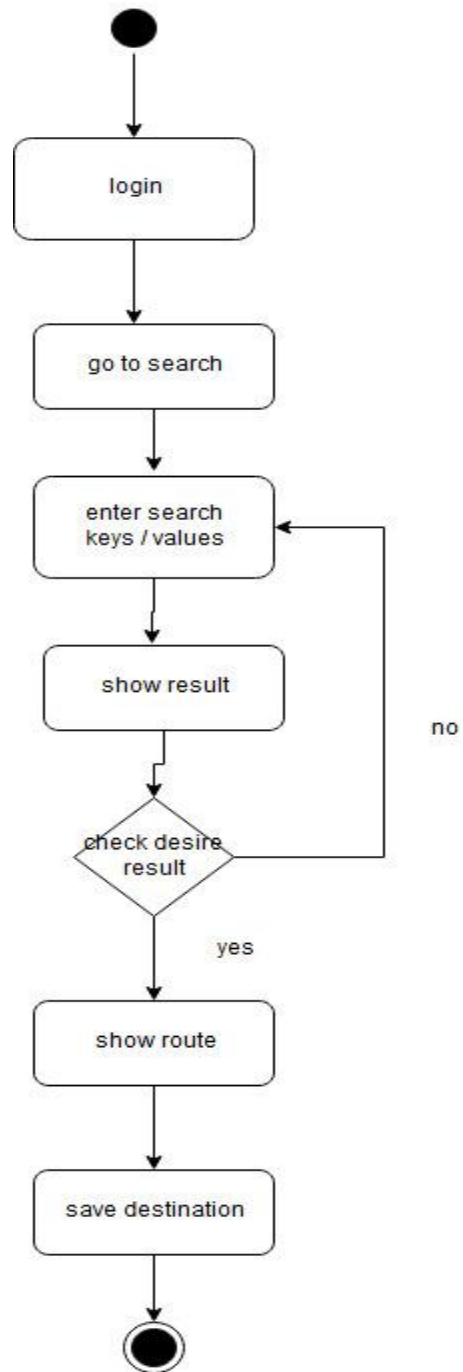 login
go to search
enter search
keys / values
show result
no
check desire
result
yes
show route
save destination